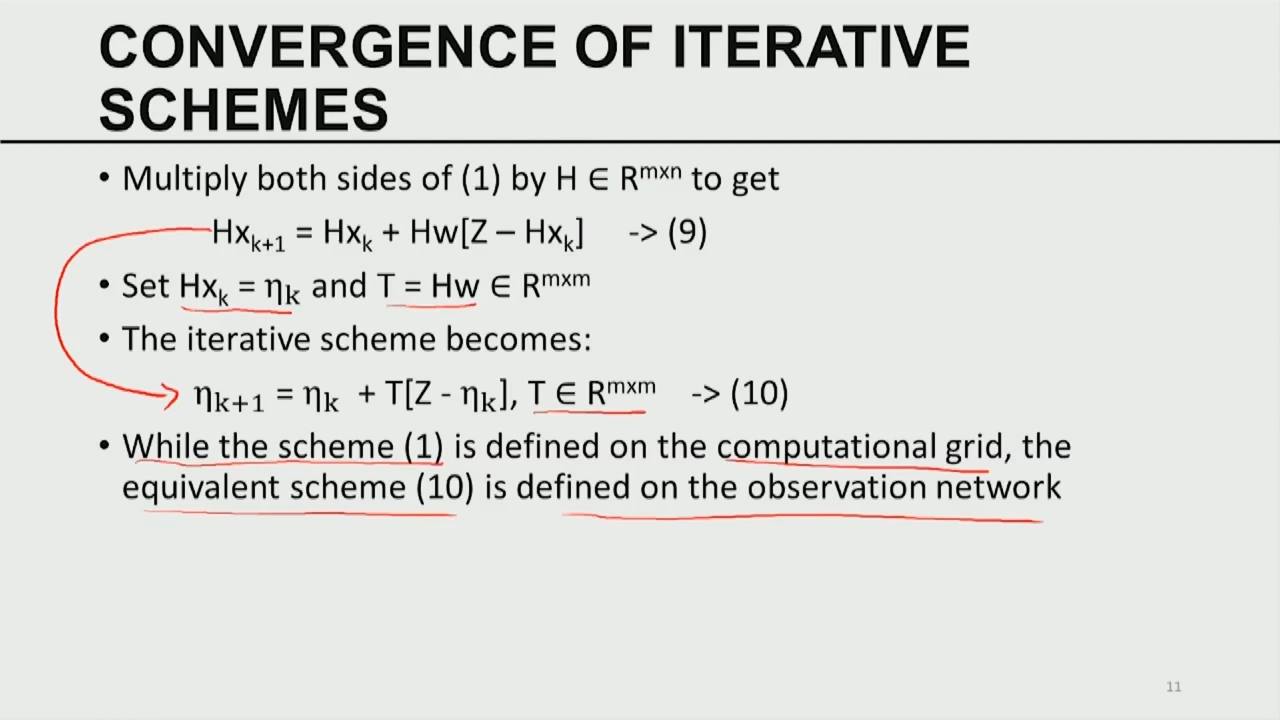 CONVERGENCE OF ITERATIVE
SCHEMES
• Multiply both sides of (1) by H ∈ Rᵐˣⁿ to get
Hxₖ₊₁ = Hxₖ + Hw[Z – Hxₖ] -> (9)
• Set Hxₖ = ηₖ and T = Hw ∈ Rᵐˣᵐ
• The iterative scheme becomes:
ηₖ₊₁ = ηₖ + T[Z - ηₖ], T ∈ Rᵐˣᵐ -> (10)
• While the scheme (1) is defined on the computational grid, the
equivalent scheme (10) is defined on the observation network
11